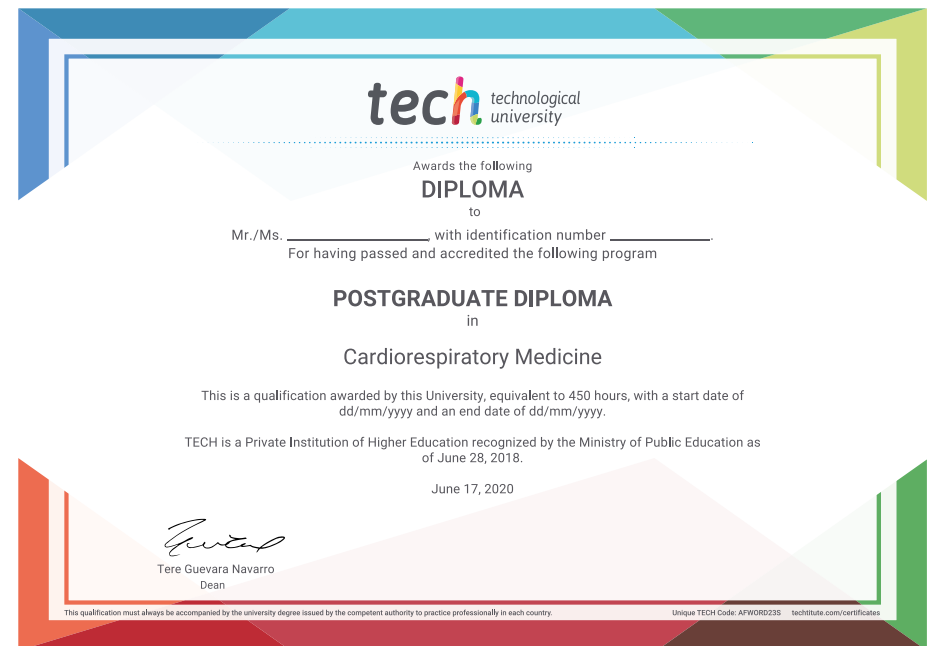 tech technological
university
Awards the following
DIPLOMA
to
Mr./Ms. ____________, with identification number ____________.
For having passed and accredited the following program
POSTGRADUATE DIPLOMA
in
Cardiorespiratory Medicine
This is a qualification awarded by this University, equivalent to 450 hours, with a start date of
dd/mm/yyyy and an end date of dd/mm/yyyy.
TECH is a Private Institution of Higher Education recognized by the Ministry of Public Education as
of June 28, 2018.
June 17, 2020
Tere Guevara Navarro
Dean
This qualification must always be accompanied by the university degree issued by the competent authority to practice professionally in each country. Unique TECH Code: AFWORD23S techtitute.com/certificates